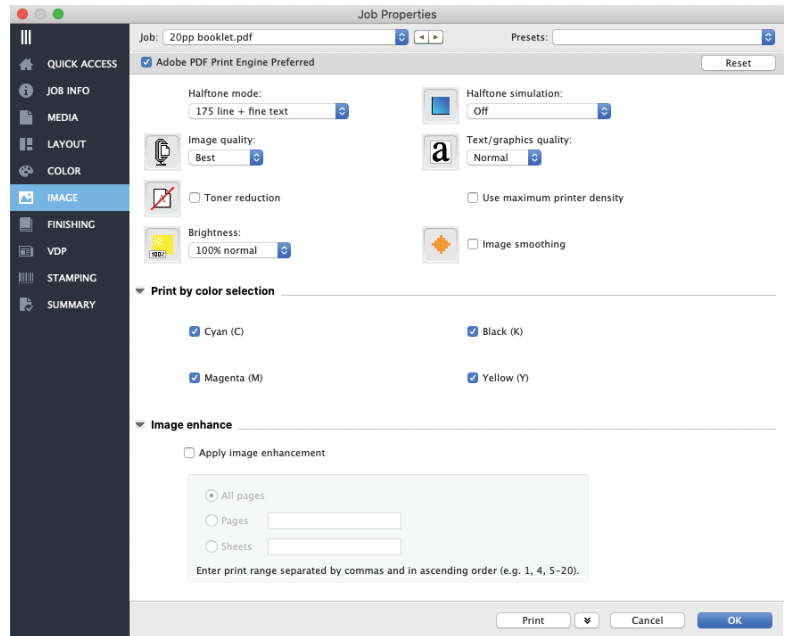 Job Properties
Job: 20pp booklet.pdf Presets:
Adobe PDF Print Engine Preferred Reset
QUICK ACCESS
JOB INFO
MEDIA
LAYOUT
COLOR
IMAGE
FINISHING
VDP
STAMPING
SUMMARY
Halftone mode: Halftone simulation:
175 line + fine text Off
Image quality: Text/graphics quality:
Best Normal
a
A
Toner reduction Use maximum printer density
Brightness:
100% normal Image smoothing
100%
Print by color selection
Cyan (C) Black (K)
Magenta (M) Yellow (Y)
Image enhance
Apply image enhancement
All pages
Pages
Sheets
Enter print range separated by commas and in ascending order (e.g. 1, 4, 5-20).
Print Cancel OK